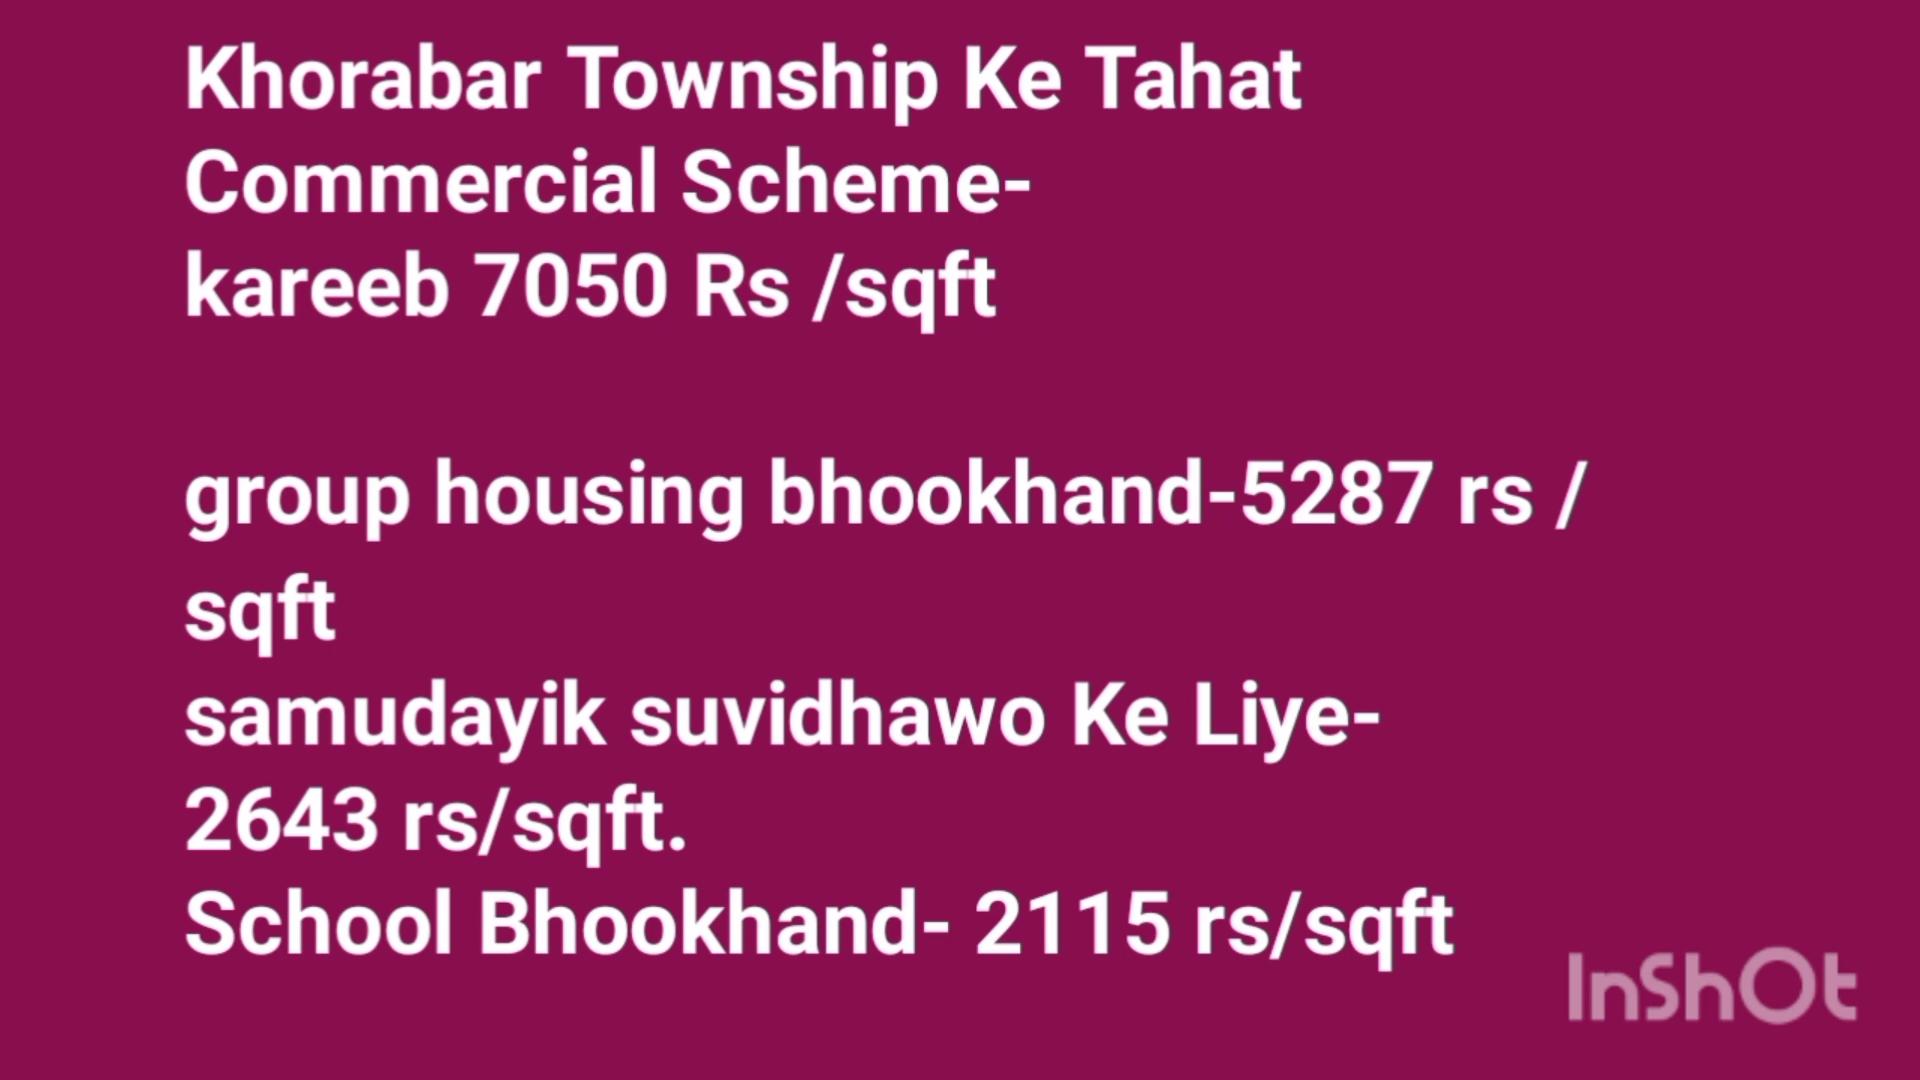 Khorabar Township Ke Tahat
Commercial Scheme-
kareeb 7050 Rs /sqft
group housing bhookhand-5287 rs /
sqft
samudayik suvidhawo Ke Liye-
2643 rs/sqft.
School Bhookhand- 2115 rs/sqft
InShOt